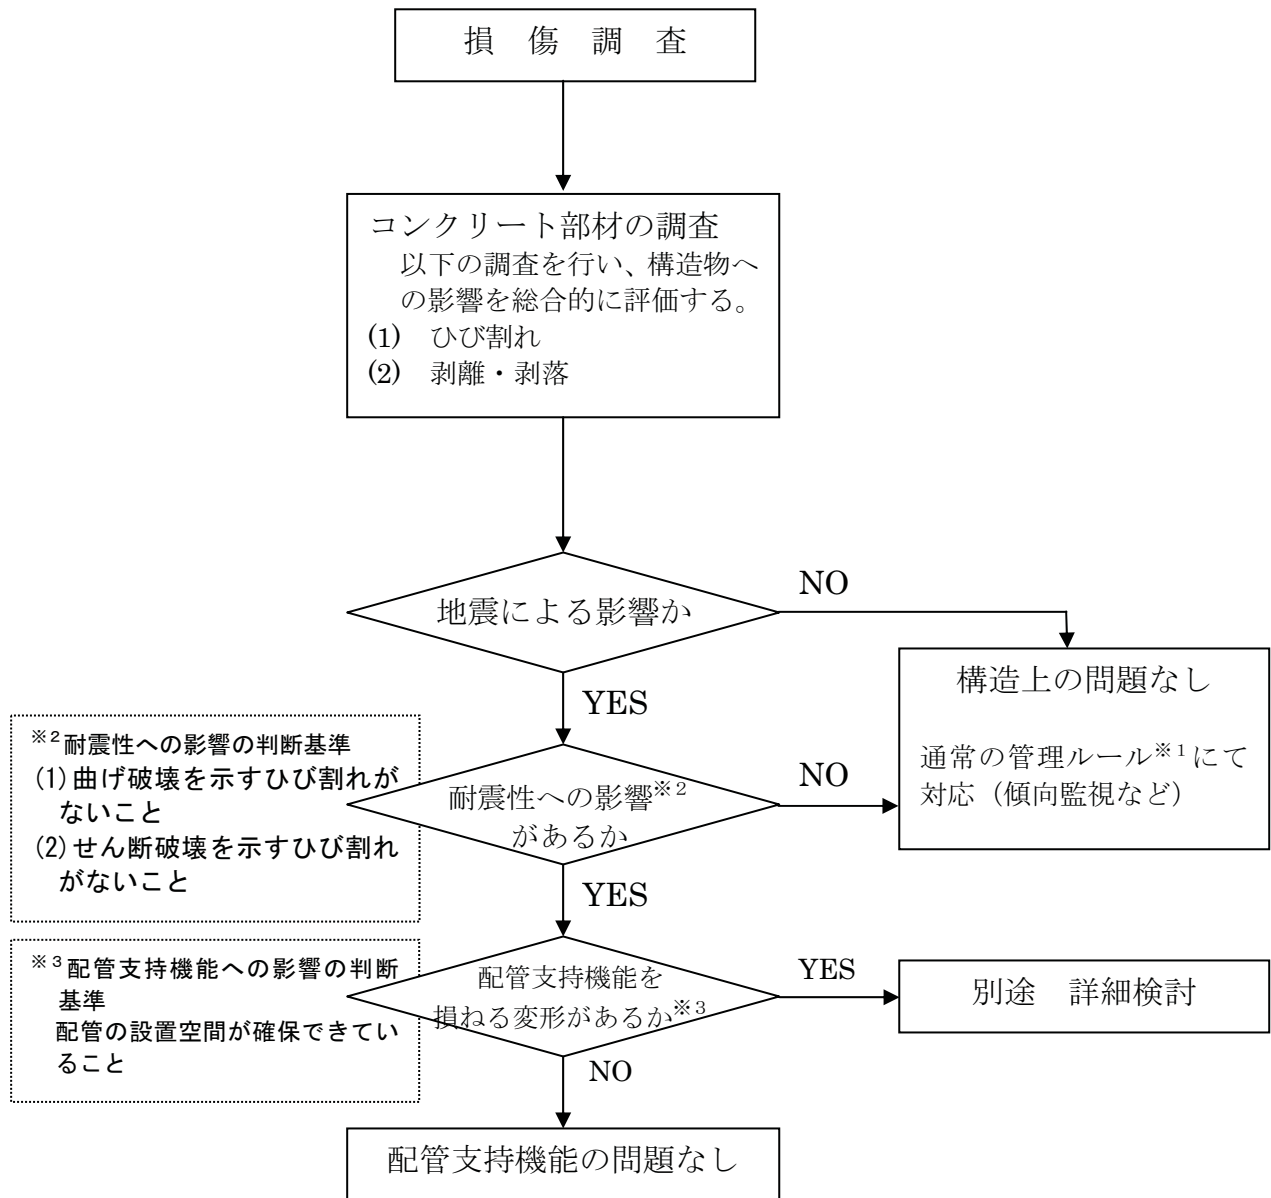 損　傷　調　査
コンクリート部材の調査
以下の調査を行い、構造物へ
の影響を総合的に評価する。
(1)　ひび割れ
(2)　剥離・剥落
地震による影響か
NO
YES
構造上の問題なし
通常の管理ルール※1にて
対応（傾向監視など）
※2耐震性への影響の判断基準
(1)曲げ破壊を示すひび割れが
ないこと
(2)せん断破壊を示すひび割れ
がないこと
耐震性への影響※2
があるか
NO
YES
※3配管支持機能への影響の判断
基準
配管の設置空間が確保できてい
ること
配管支持機能を
損ねる変形があるか※3
YES
別途　詳細検討
NO
配管支持機能の問題なし